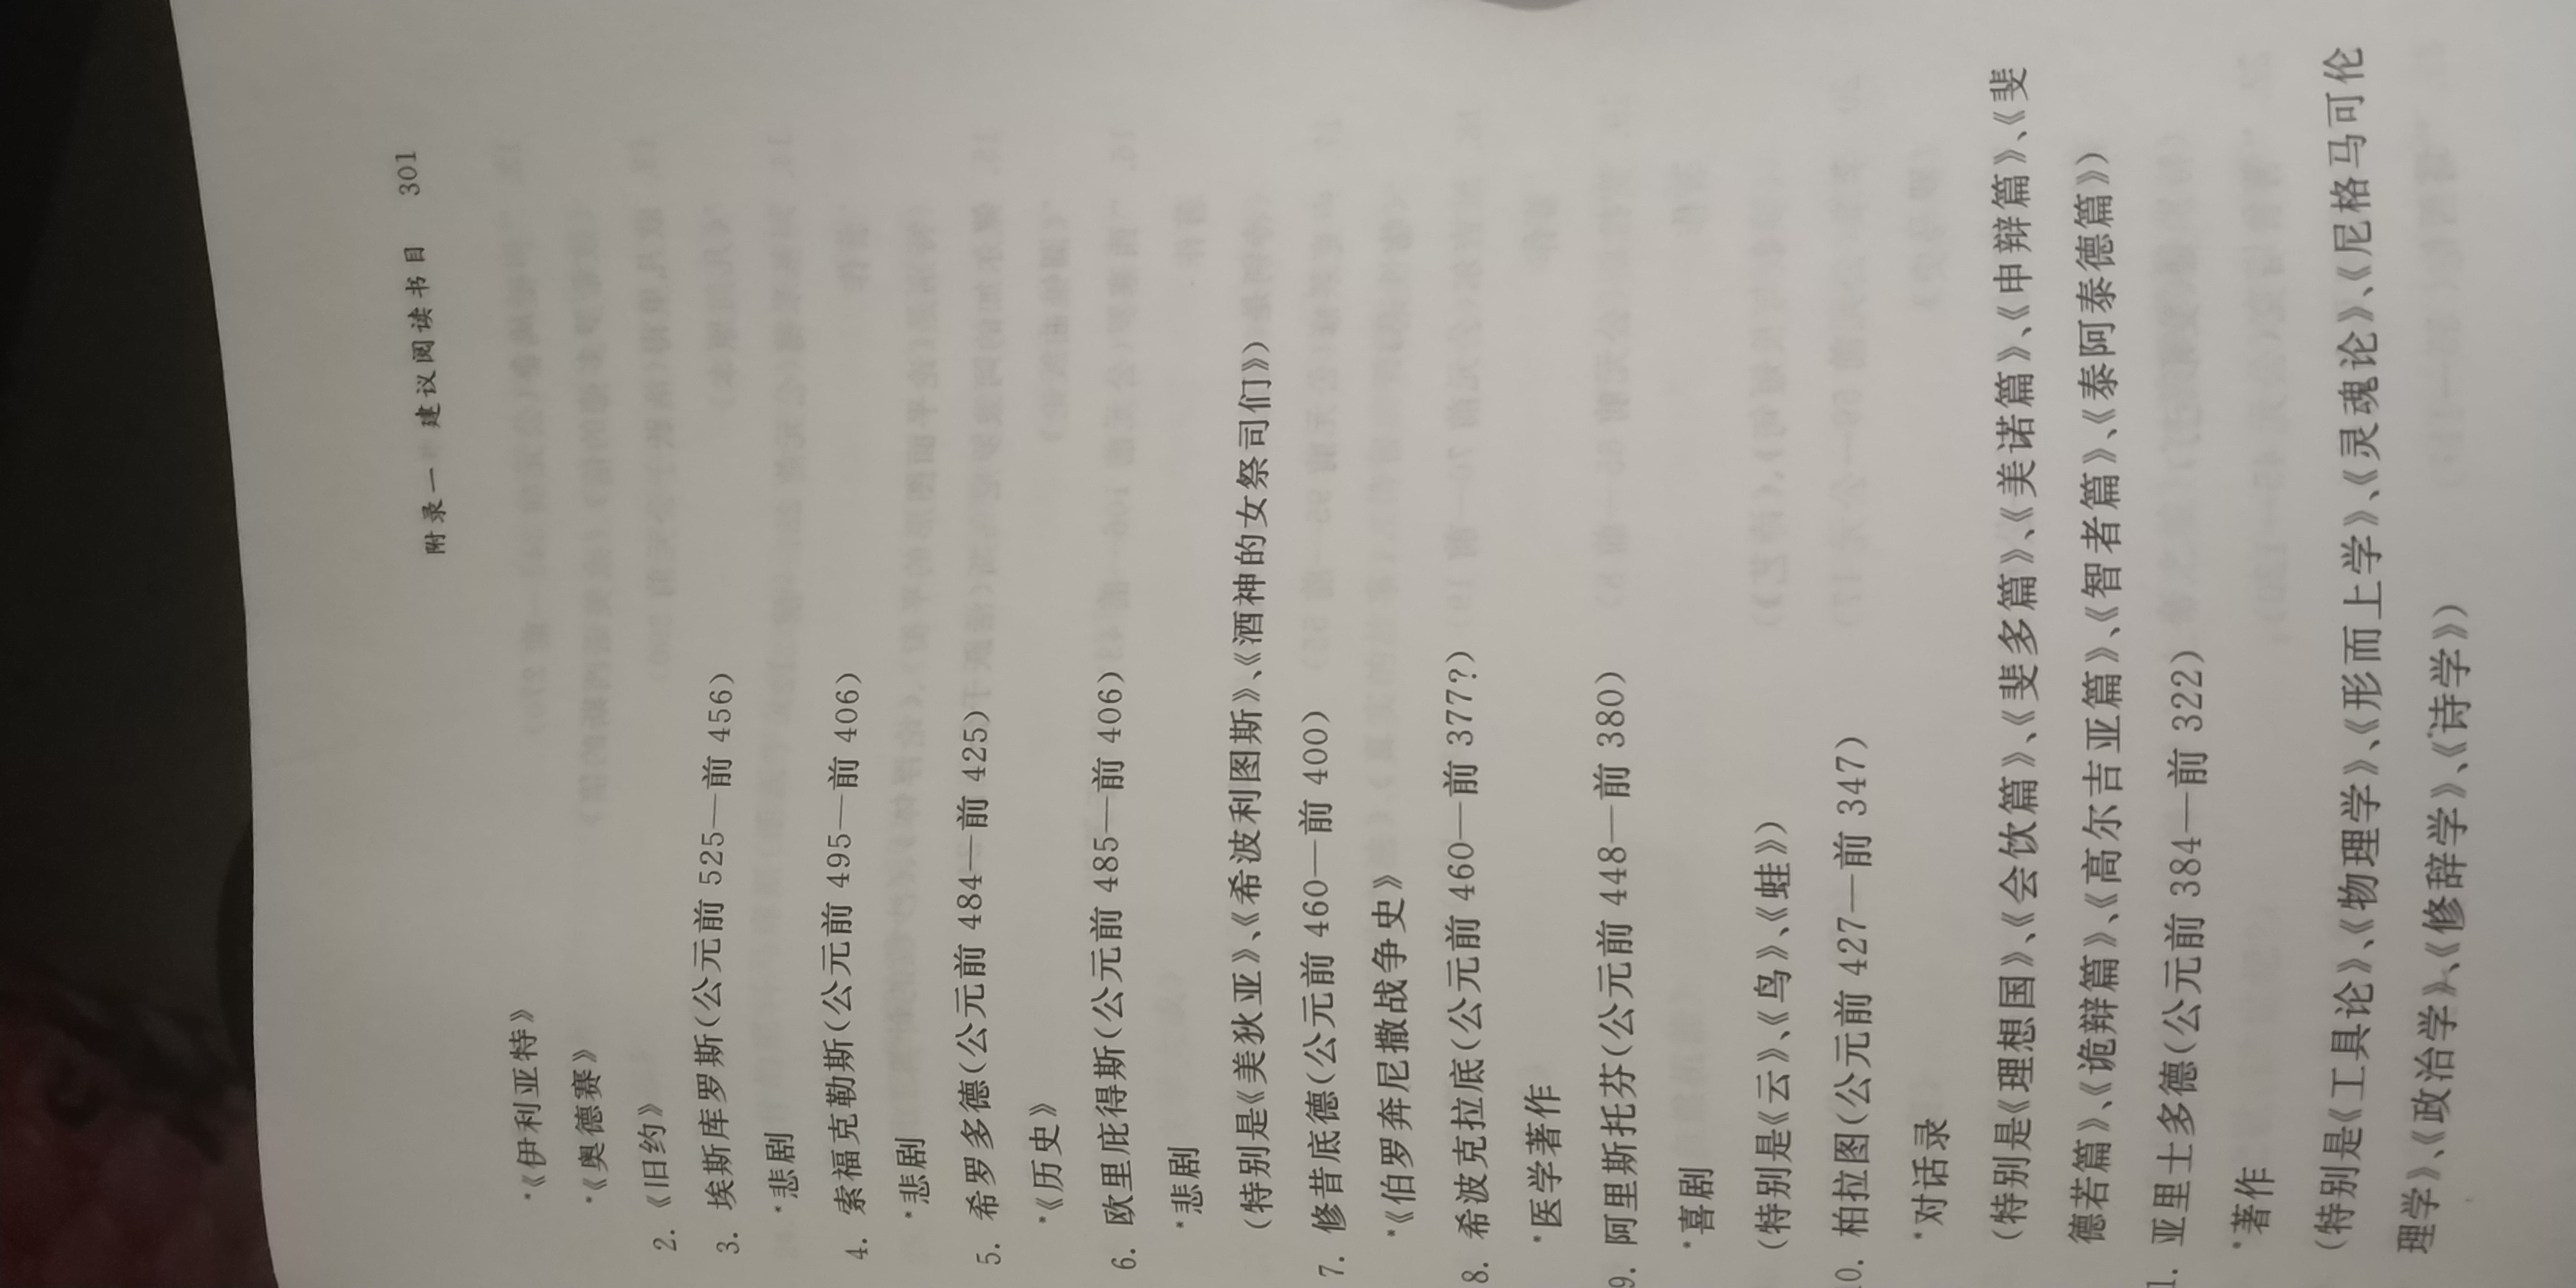 附录一 建议阅读书目 301
*《伊利亚特》
*《奥德赛》
2.《旧约》
3. 埃斯库罗斯(公元前 525—前 456)
*悲剧
4. 索福克勒斯(公元前 495—前 406)
*悲剧
5. 希罗多德(公元前 484—前 425)
*《历史》
6. 欧里庇得斯(公元前 485—前 406)
*悲剧
(特别是《美狄亚》、《希波利图斯》、《酒神的女祭司们》)
7. 修昔底德(公元前 460—前 400)
*《伯罗奔尼撒战争史》
8. 希波克拉底(公元前 460—前 377?)
*医学著作
9. 阿里斯托芬(公元前 448—前 380)
*喜剧
(特别是《云》、《鸟》、《蛙》)
10. 柏拉图(公元前 427—前 347)
*对话录
(特别是《理想国》、《会饮篇》、《斐多篇》、《美诺篇》、《申辩篇》、《斐
德若篇》、《诡辩篇》、《高尔吉亚篇》、《智者篇》、《泰阿泰德篇》)
1. 亚里士多德(公元前 384—前 322)
*著作
(特别是《工具论》、《物理学》、《形而上学》、《灵魂论》、《尼格马可伦
理学》、《政治学》、《修辞学》、《诗学》)